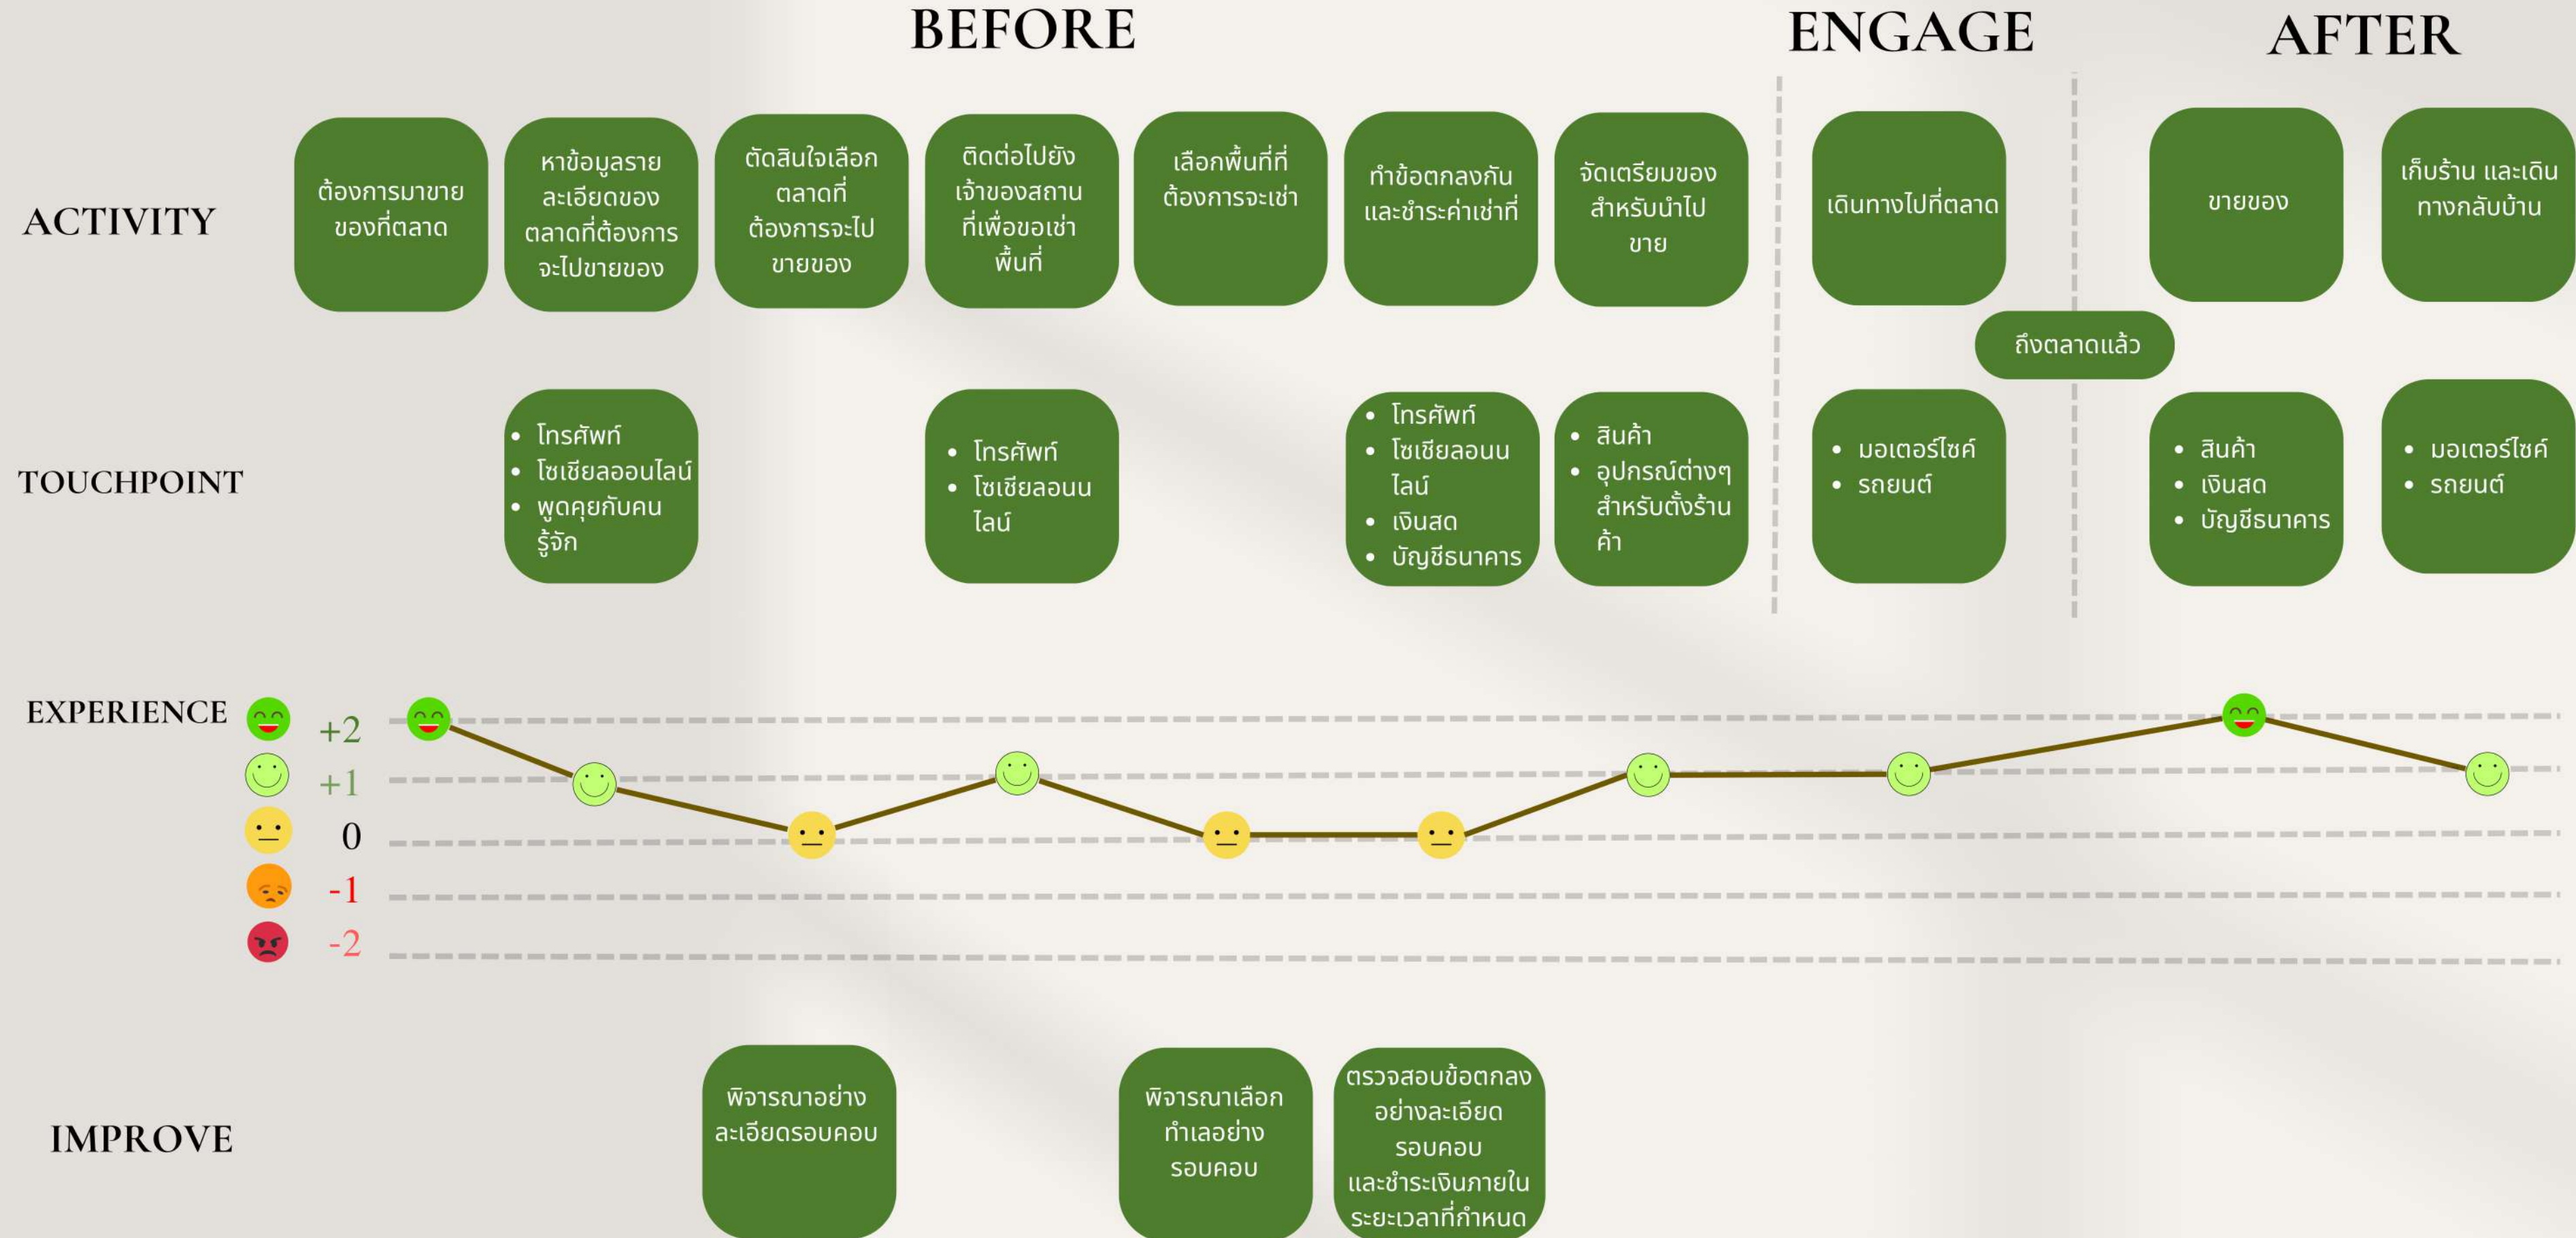 BEFORE
ENGAGE
AFTER
ACTIVITY
ต้องการมาขาย
ของที่ตลาด
หาข้อมูลราย
ละเอียดของ
ตลาดที่ต้องการ
จะไปขายของ
ตัดสินใจเลือก
ตลาดที่
ต้องการจะไป
ขายของ
ติดต่อไปยัง
เจ้าของสถาน
ที่เพื่อขอเช่า
พื้นที่
เลือกพื้นที่ที่
ต้องการจะเช่า
ทำข้อตกลงกัน
และชำระค่าเช่าที่
จัดเตรียมของ
สำหรับนำไป
ขาย
เดินทางไปที่ตลาด
ขายของ
เก็บร้าน และเดิน
ทางกลับบ้าน
ถึงตลาดแล้ว
TOUCHPOINT
• โทรศัพท์
• โซเชียลออนไลน์
• พูดคุยกับคน
รู้จัก
• โทรศัพท์
• โซเชียลอนน
ไลน์
• โทรศัพท์
• โซเชียลอนน
ไลน์
• เงินสด
• บัญชีธนาคาร
• สินค้า
• อุปกรณ์ต่างๆ
สำหรับตั้งร้าน
ค้า
• มอเตอร์ไซค์
• รถยนต์
• สินค้า
• เงินสด
• บัญชีธนาคาร
• มอเตอร์ไซค์
• รถยนต์
EXPERIENCE
+2
+1
0
-1
-2
IMPROVE
พิจารณาอย่าง
ละเอียดรอบคอบ
พิจารณาเลือก
ทำเลอย่าง
รอบคอบ
ตรวจสอบข้อตกลง
อย่างละเอียด
รอบคอบ
และชำระเงินภายใน
ระยะเวลาที่กำหนด